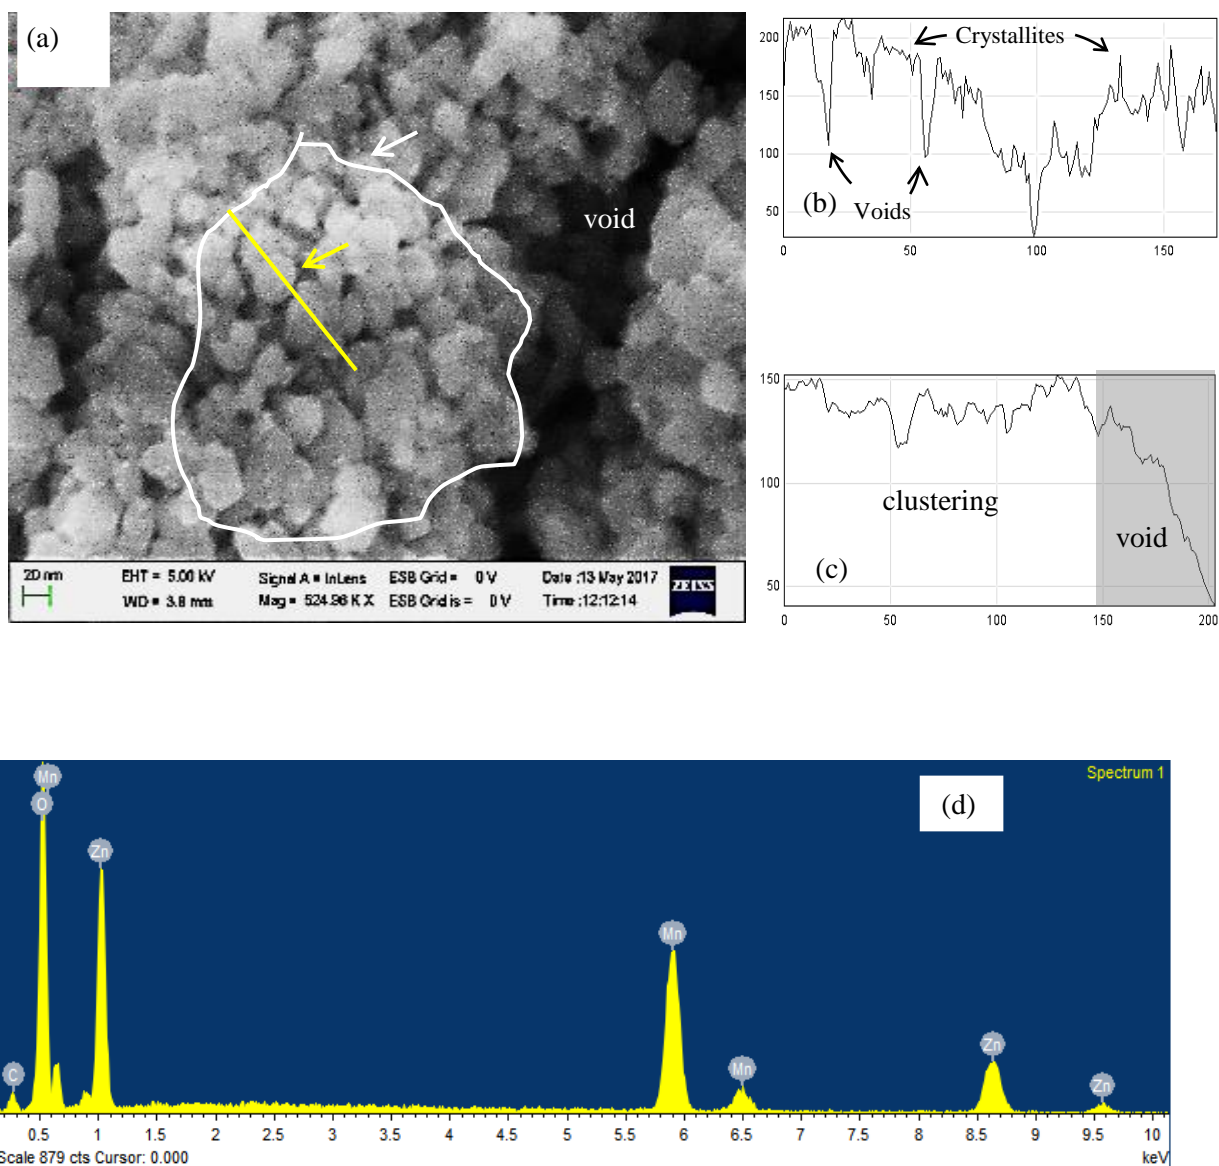 (a)
void
20 nm
EHT = 5.00 kV
WD = 3.8 mm
Signal A = InLens
Mag = 524.96 K X
ESB Grid = 0 V
ESB Grid is = 0 V
Date :13 May 2017
Time :12:12:14
ZEISS
200
150
100
50
Crystallites
Voids
(b)
0 50 100 150
150
100
50
clustering
void
(c)
0 50 100 150 200
Spectrum 1
(d)
Mn
O
Zn
C
Mn
Mn
Zn
Zn
0.5 1 1.5 2 2.5 3 3.5 4 4.5 5 5.5 6 6.5 7 7.5 8 8.5 9 9.5 10
Scale 879 cts Cursor: 0.000
keV